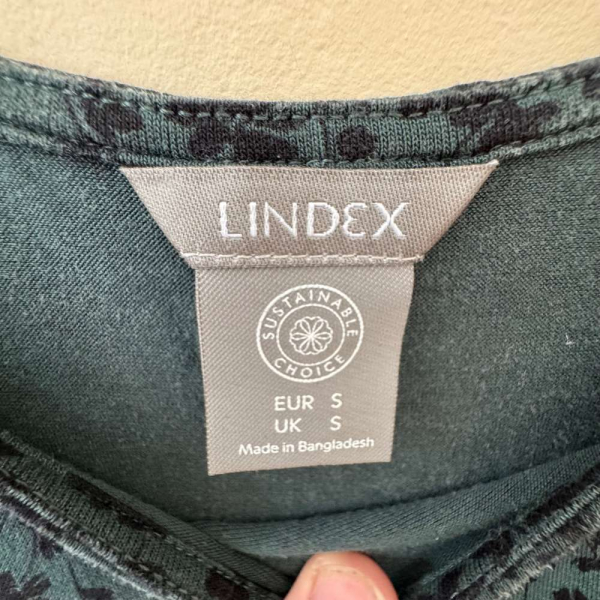 LINDEX
SUSTAINABLE
CHOICE
EUR S
UK S
Made in Bangladesh